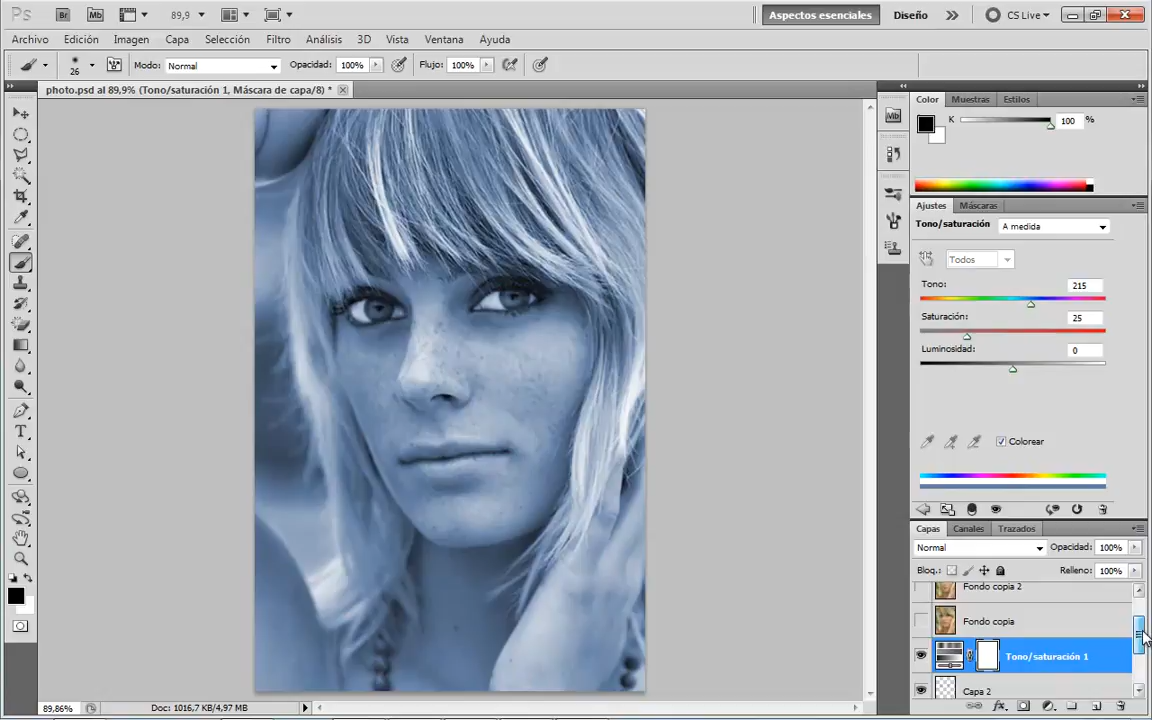 Ps Br Mb 89,9 Aspectos esenciales Diseño CS Live
Archivo Edición Imagen Capa Selección Filtro Análisis 3D Vista Ventana Ayuda
26 Modo: Normal Opacidad: 100% Flujo: 100%
photo.psd al 89,9% (Tono/saturación 1, Máscara de capa/8) *
Color Muestras Estilos
K 100 %
Mb
Ajustes Máscaras
Tono/saturación A medida
Todos
Tono: 215
Saturación: 25
Luminosidad: 0
Colorear
Capas Canales Trazados
Normal Opacidad: 100%
Bloq.: Relleno: 100%
Fondo copia 2
Fondo copia
Tono/saturación 1
Capa 2
fx
T
89,86% Doc: 1016,7 KB/4,97 MB